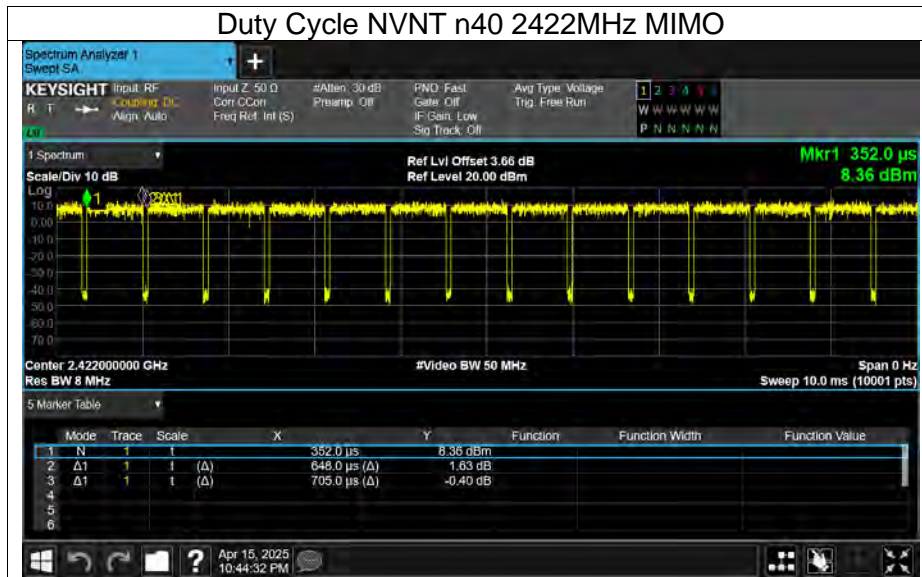 Duty Cycle NVNT n40 2422MHz MIMO
Spectrum Analyzer 1
Swept SA
+
KEYSIGHT Input: RF Input Z: 50 Ω #Atten: 30 dB PNO: Fast Avg Type: Voltage 1 2 3 4 5 6
R T Coupling: DC Corr CCorr Preamp: Off Gate: Off Trig: Free Run W W W W W W
Align: Auto Freq Ref: Int (S) IF Gain: Low P N N N N N
Sig Track: Off
1 Spectrum Ref Lvl Offset 3.66 dB Mkr1 352.0 µs
Scale/Div 10 dB Ref Level 20.00 dBm 8.36 dBm
Log
1
10.0
0.00
-10.0
-20.0
-30.0
-40.0
-50.0
-60.0
-70.0
Center 2.422000000 GHz #Video BW 50 MHz Span 0 Hz
Res BW 8 MHz Sweep 10.0 ms (10001 pts)
5 Marker Table
Mode Trace Scale X Y Function Function Width Function Value
1 N 1 t 352.0 µs 8.36 dBm
2 Δ1 1 t (Δ) 648.0 µs (Δ) 1.63 dB
3 Δ1 1 t (Δ) 705.0 µs (Δ) -0.40 dB
4
5
6
? Apr 15, 2025
10:44:32 PM